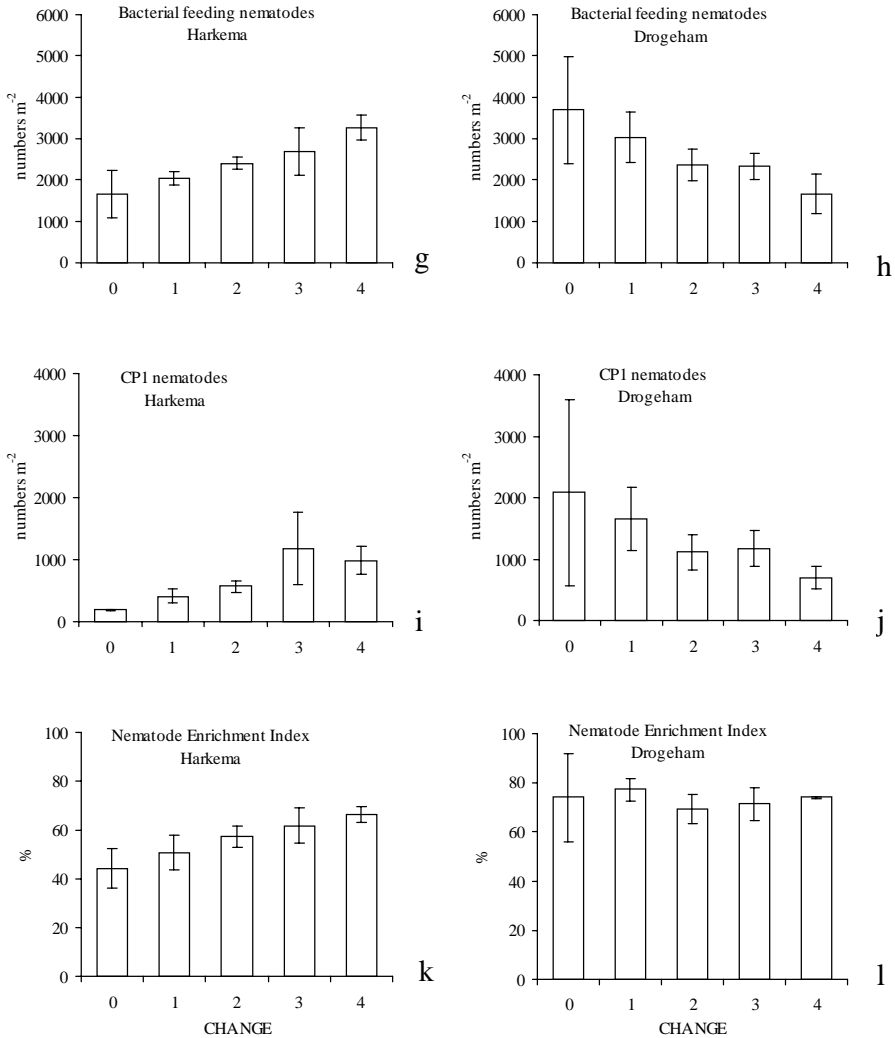 Bacterial feeding nematodes
Harkema
numbers m-2
6000
5000
4000
3000
2000
1000
0
0 1 2 3 4
g
Bacterial feeding nematodes
Drogeham
numbers m-2
6000
5000
4000
3000
2000
1000
0
0 1 2 3 4
h
CP1 nematodes
Harkema
numbers m-2
4000
3000
2000
1000
0
0 1 2 3 4
i
CP1 nematodes
Drogeham
numbers m-2
4000
3000
2000
1000
0
0 1 2 3 4
j
Nematode Enrichment Index
Harkema
%
100
80
60
40
20
0
0 1 2 3 4
CHANGE
k
Nematode Enrichment Index
Drogeham
%
100
80
60
40
20
0
0 1 2 3 4
CHANGE
l